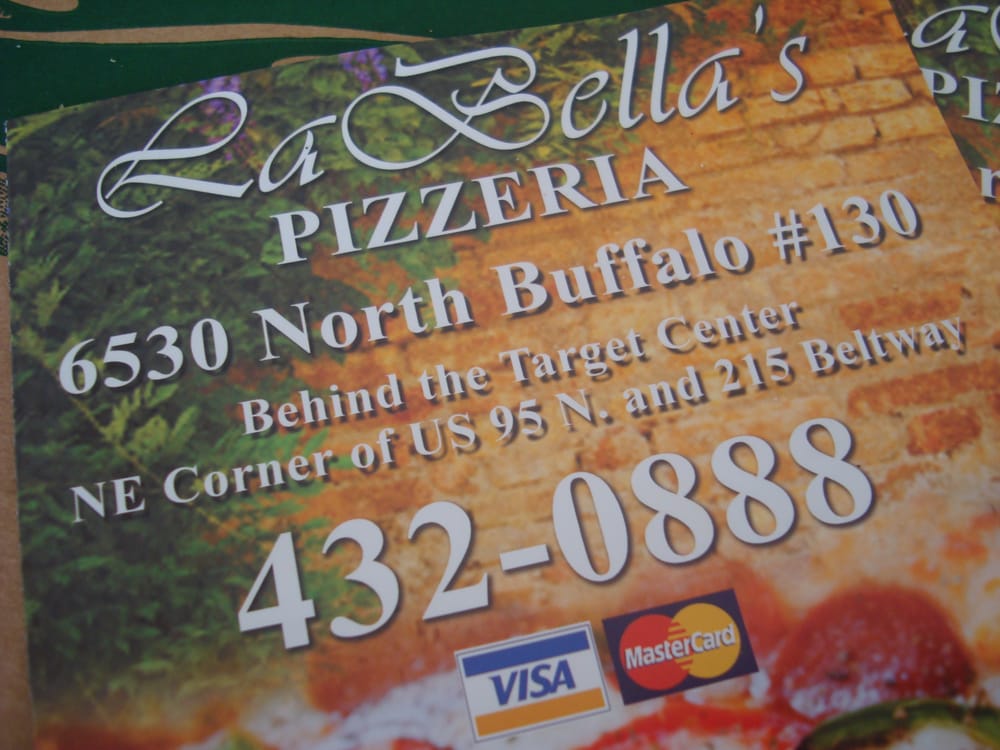 LaBella's
PIZZERIA
6530 North Buffalo #130
Behind the Target Center
NE Corner of US 95 N. and 215 Beltway
432-0888
VISA
MasterCard